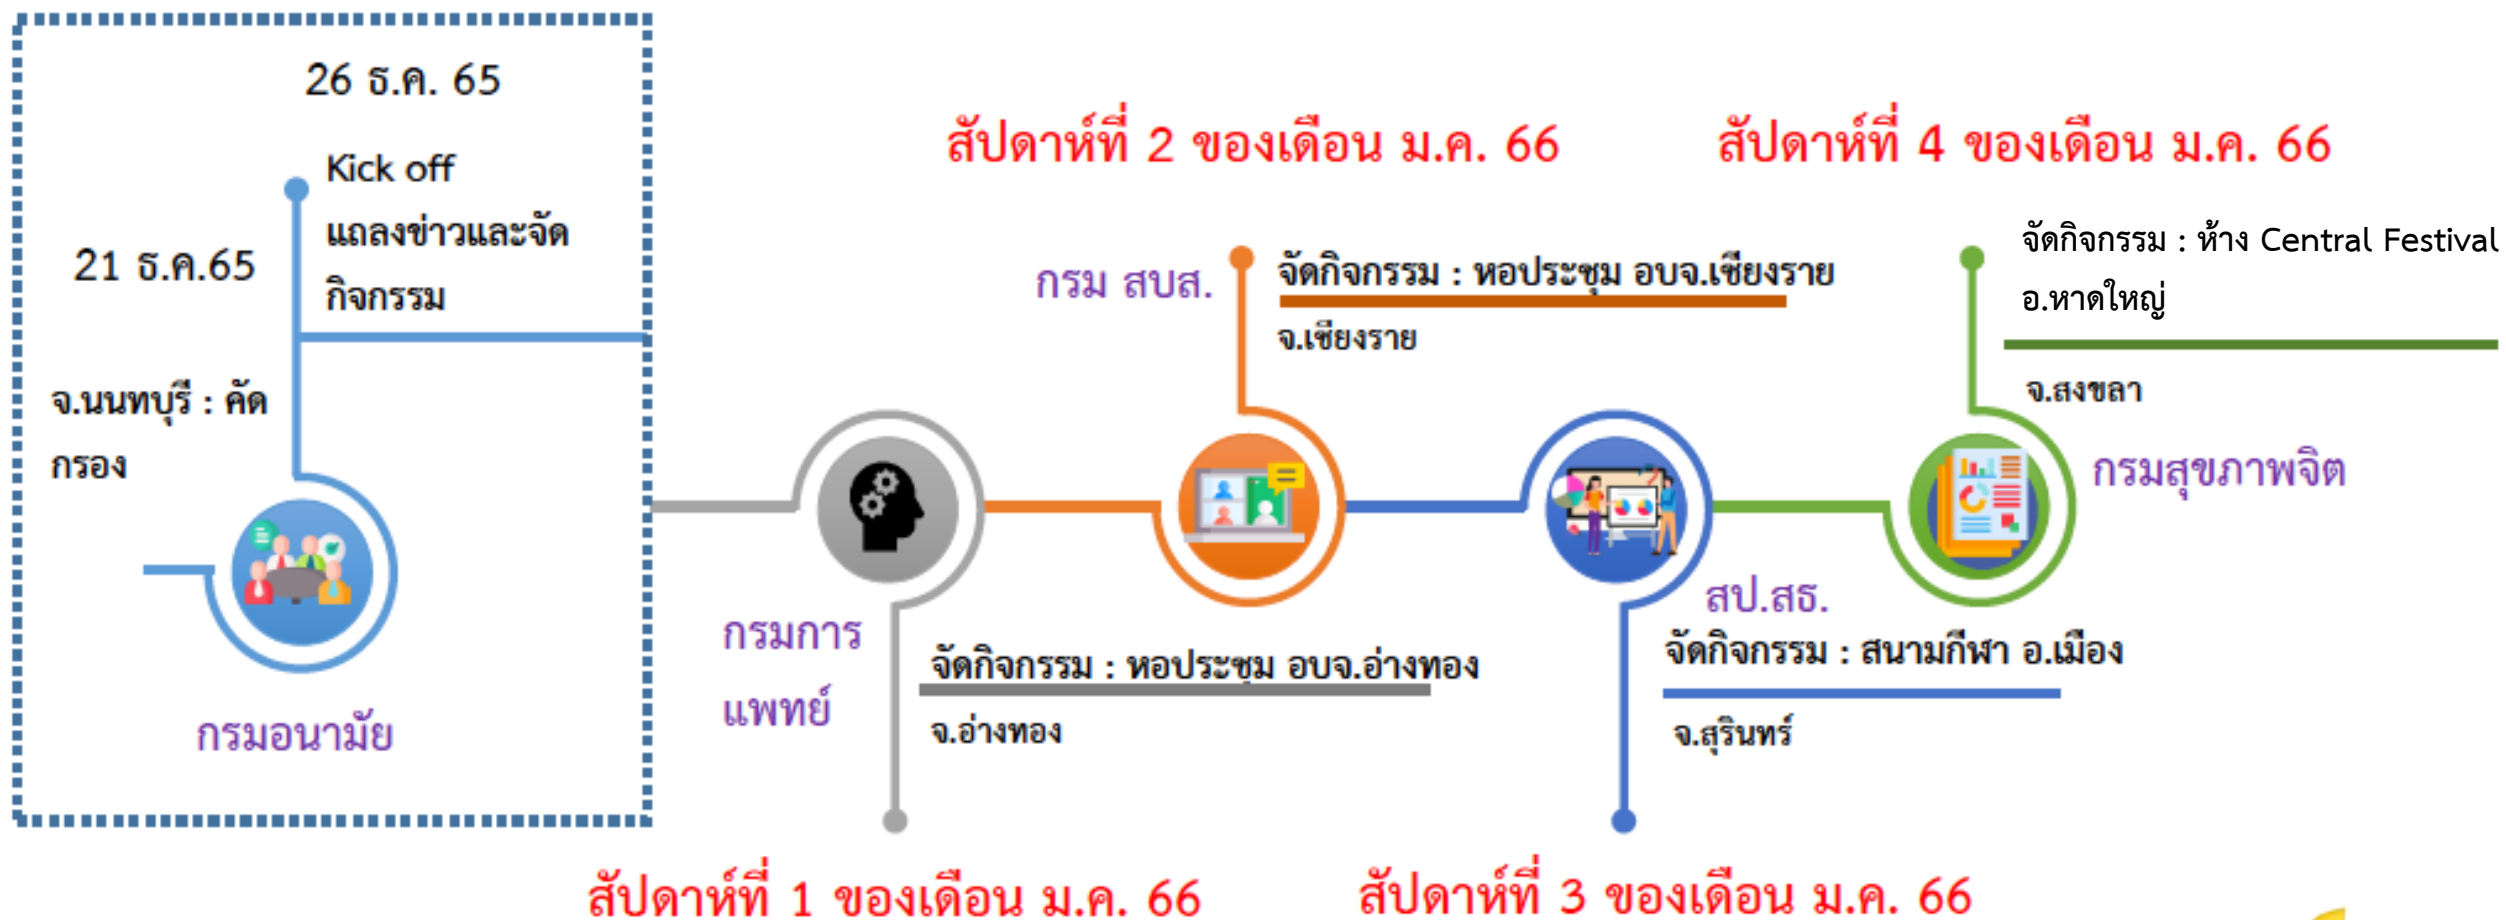 26 ธ.ค. 65
Kick off
แถลงข่าวและจัด
กิจกรรม
21 ธ.ค.65
จ.นนทบุรี : คัด
กรอง
กรมอนามัย
กรมการ
แพทย์
จัดกิจกรรม : หอประชุม อบจ.อ่างทอง
จ.อ่างทอง
สัปดาห์ที่ 1 ของเดือน ม.ค. 66
สัปดาห์ที่ 2 ของเดือน ม.ค. 66
กรม สบส.
จัดกิจกรรม : หอประชุม อบจ.เชียงราย
จ.เชียงราย
สป.สธ.
จัดกิจกรรม : สนามกีฬา อ.เมือง
จ.สุรินทร์
สัปดาห์ที่ 3 ของเดือน ม.ค. 66
สัปดาห์ที่ 4 ของเดือน ม.ค. 66
จัดกิจกรรม : ห้าง Central Festival
อ.หาดใหญ่
จ.สงขลา
กรมสุขภาพจิต